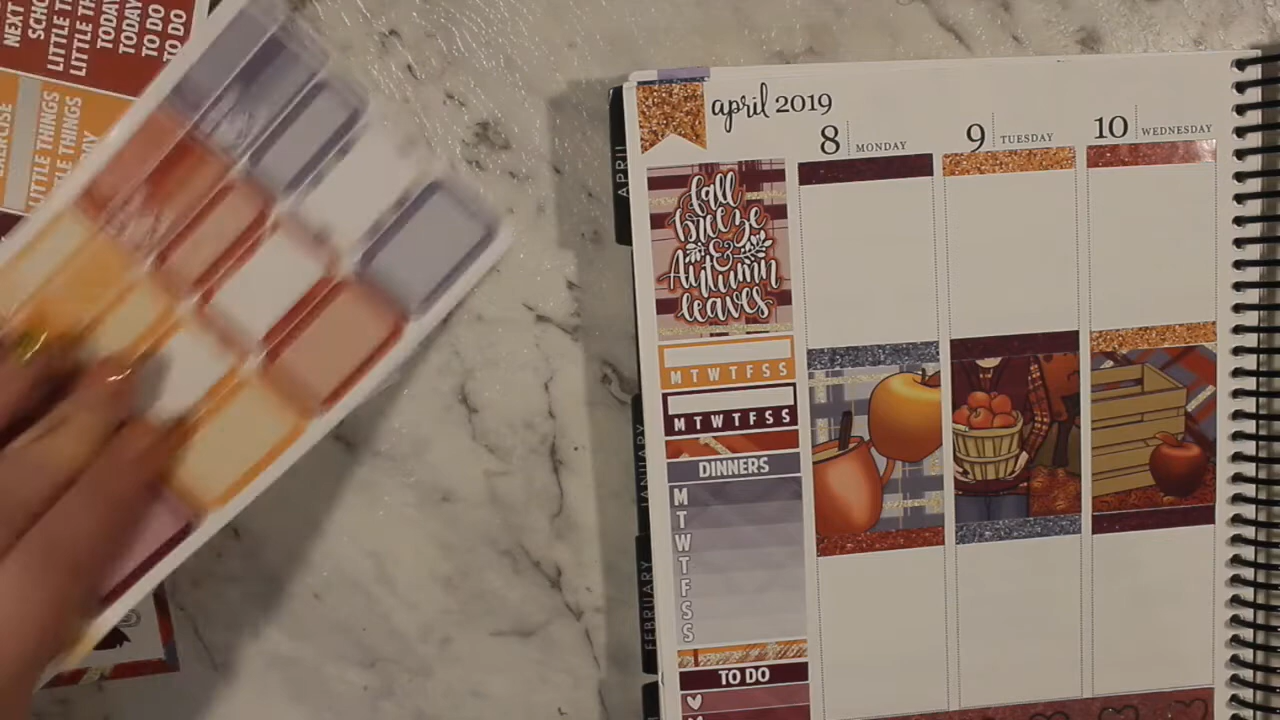 NEXT
SCHO
LITTLE TH
LITTLE TH
TODAY
TODAY
TO DO
TO DO
LITTLE THINGS
LITTLE THINGS
april 2019
8 MONDAY
9 TUESDAY
10 WEDNESDAY
APRIL
fall
breeze
&
Autumn
leaves
M T W T F S S
M T W T F S S
DINNERS
M
T
W
T
F
S
S
TO DO
JANUARY
FEBRUARY